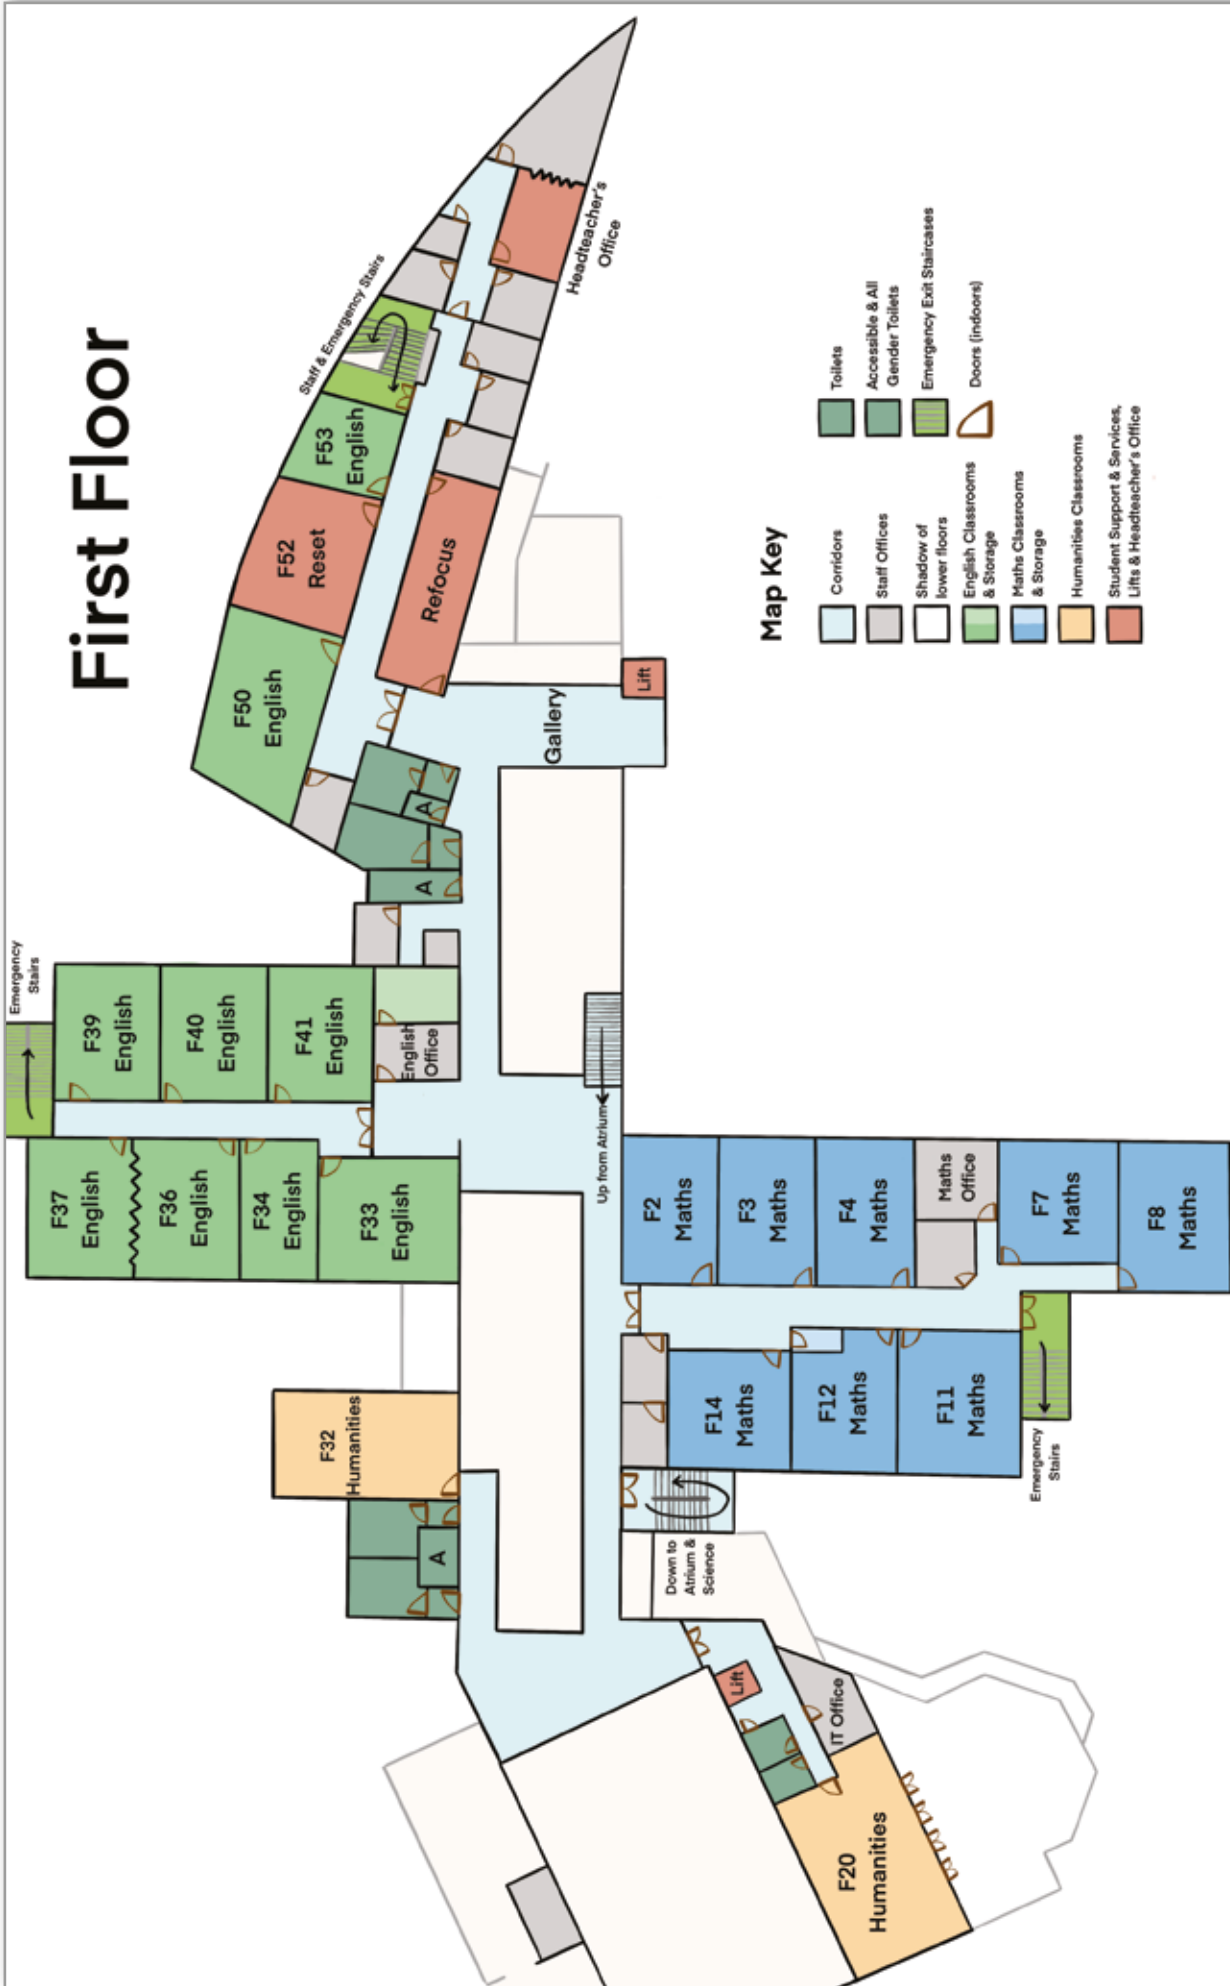 First Floor
Staff & Emergency Stairs
Headteacher's
Office
F53
English
F52
Reset
Refocus
F50
English
Gallery
Lift
A
A
Emergency
Stairs
F39
English
F40
English
F41
English
English
Office
F37
English
F36
English
F34
English
F33
English
Up from Atrium
F2
Maths
F3
Maths
F4
Maths
Maths
Office
F7
Maths
F8
Maths
F14
Maths
F12
Maths
F11
Maths
Emergency
Stairs
F32
Humanities
A
Down to
Atrium &
Science
Lift
IT Office
F20
Humanities
Map Key
Corridors
Staff Offices
Shadow of
lower floors
English Classrooms
& Storage
Maths Classrooms
& Storage
Humanities Classrooms
Student Support & Services,
Lifts & Headteacher's Office
Toilets
Accessible & All
Gender Toilets
Emergency Exit Staircases
Doors (indoors)